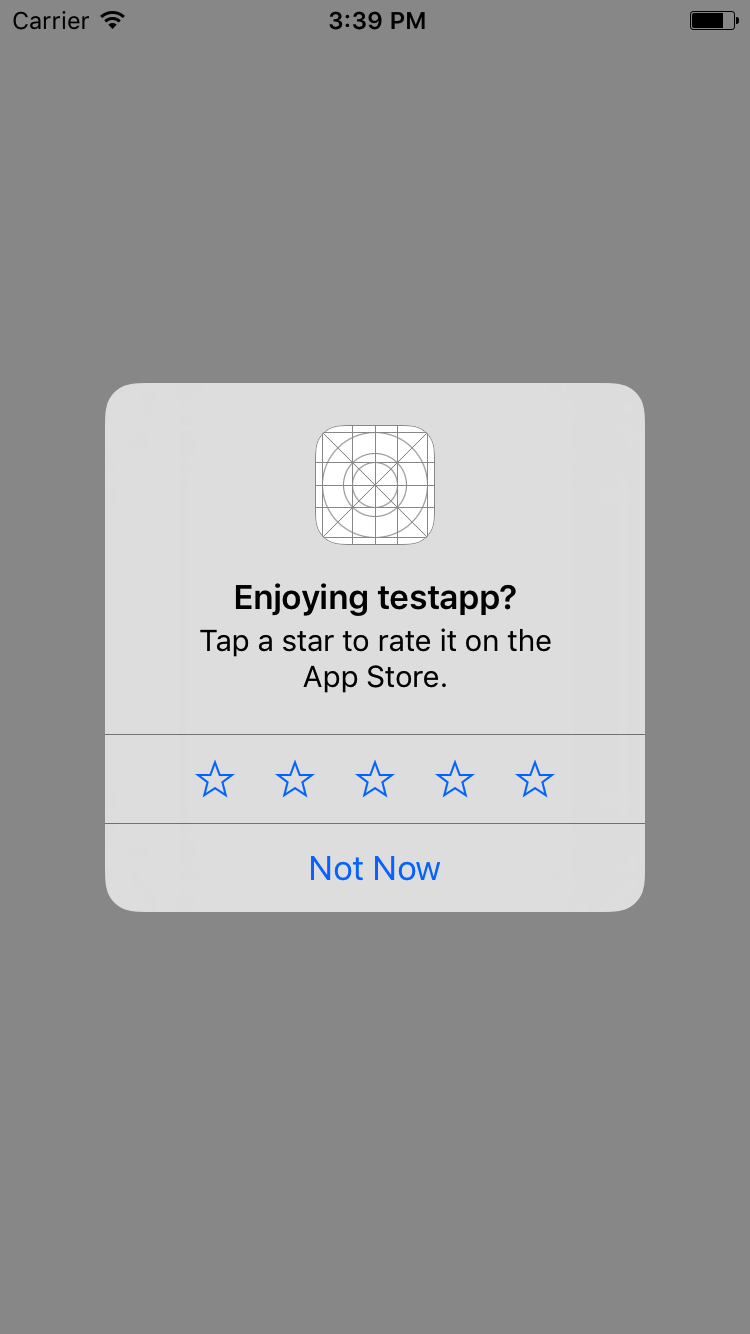 Carrier 3:39 PM
Enjoying testapp?
Tap a star to rate it on the
App Store.
Not Now